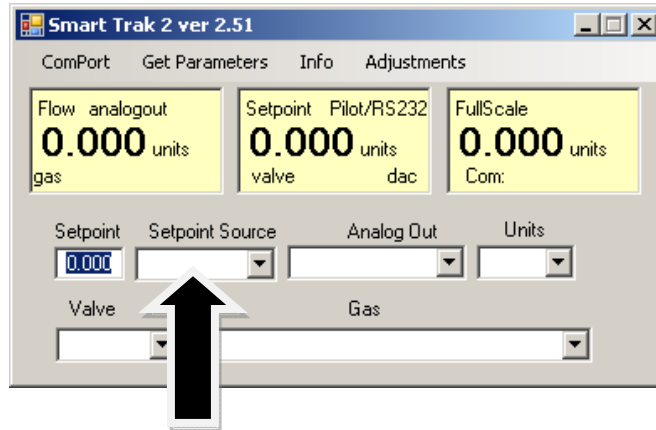 Smart Trak 2 ver 2.51
ComPort Get Parameters Info Adjustments
Flow analogout
0.000 units
gas
Setpoint Pilot/RS232
0.000 units
valve dac
FullScale
0.000 units
Com:
Setpoint Setpoint Source Analog Out Units
0.000
Valve Gas